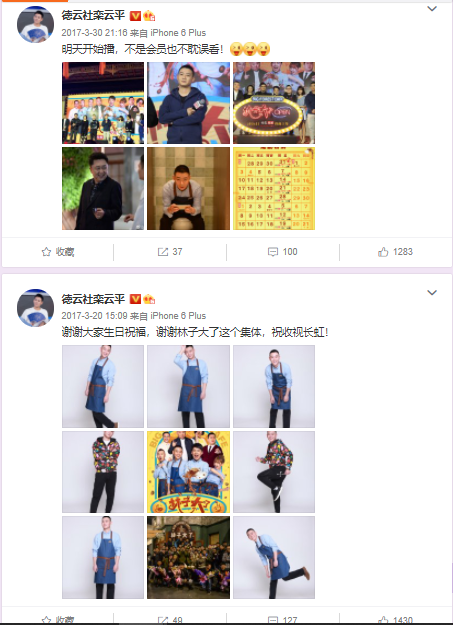 德云社栾云平
2017-3-30 21:16 来自 iPhone 6 Plus
明天开始播，不是会员也不耽误看！
收藏
37
100
1283
德云社栾云平
2017-3-20 15:09 来自 iPhone 6 Plus
谢谢大家生日祝福，谢谢林子大了这个集体，祝收视长虹！
林子大了
收藏
49
127
1430